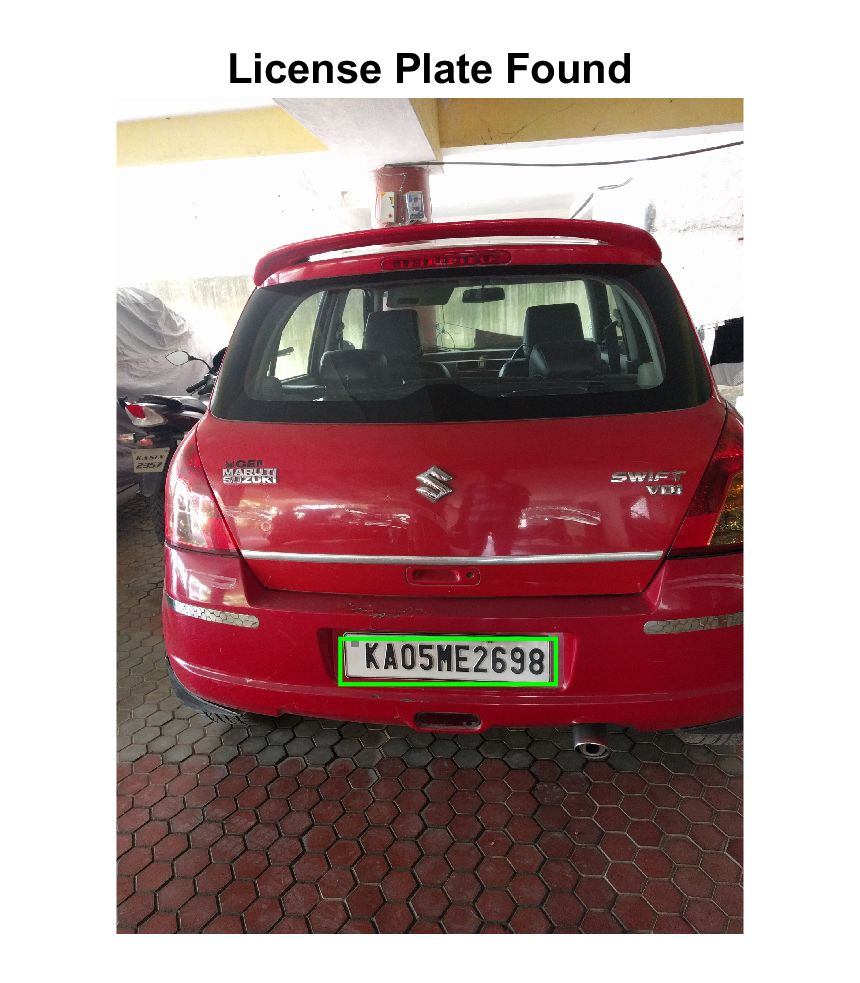 License Plate Found
MARUTI
SUZUKI
SWIFT
VDi
KA05ME2698